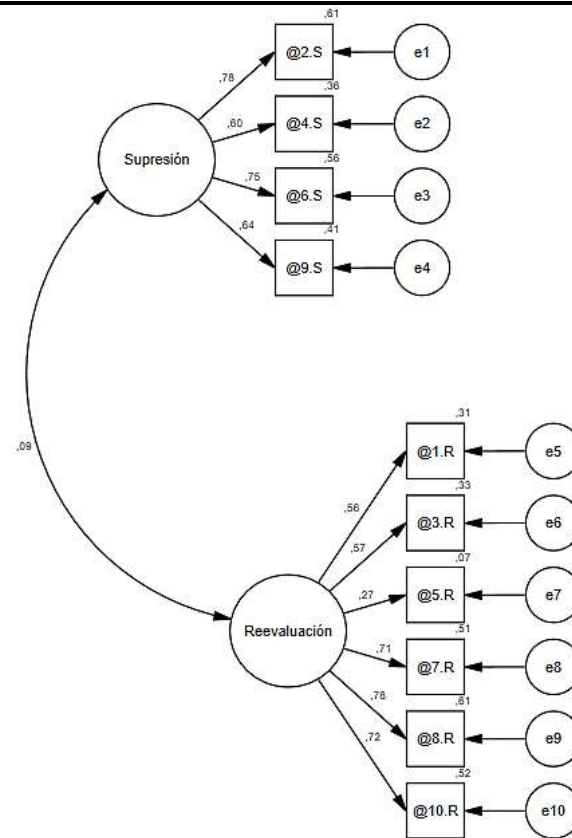 ,61
@2.S
e1
,78
,36
@4.S
e2
,60
Supresión
,56
@6.S
e3
,75
,41
@9.S
e4
,64
,09
,31
@1.R
e5
,56
,33
@3.R
e6
,57
,07
@5.R
e7
,27
Reevaluación
,51
@7.R
e8
,71
,61
@8.R
e9
,78
,52
@10.R
e10
,72